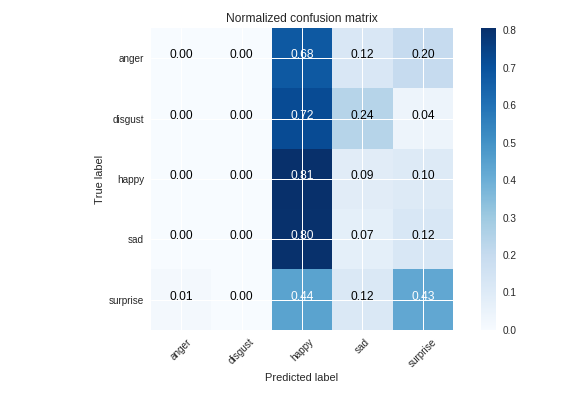 Normalized confusion matrix
True label
anger 0.00 0.00 0.68 0.12 0.20
disgust 0.00 0.00 0.72 0.24 0.04
happy 0.00 0.00 0.81 0.09 0.10
sad 0.00 0.00 0.80 0.07 0.12
surprise 0.01 0.00 0.44 0.12 0.43
anger disgust happy sad surprise
Predicted label
0.8
0.7
0.6
0.5
0.4
0.3
0.2
0.1
0.0